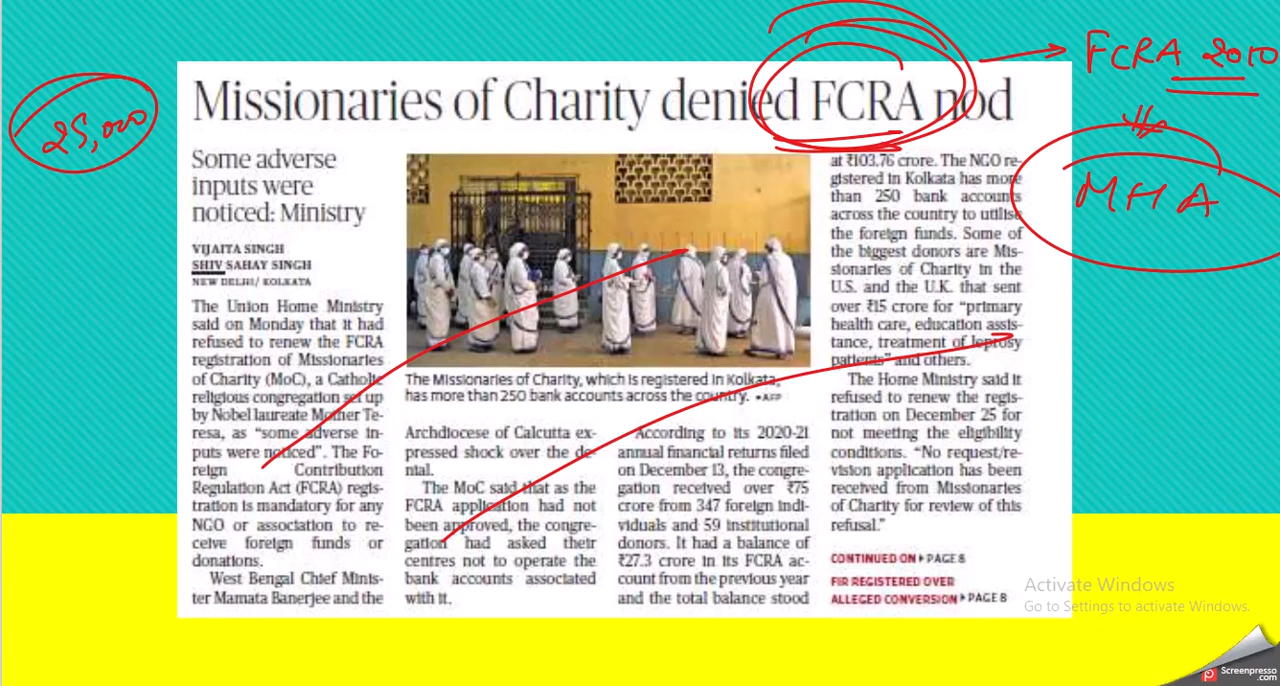 25,000
FCRA 2010
MHA
Missionaries of Charity denied FCRA nod
Some adverse
inputs were
noticed: Ministry
VIJAITA SINGH
SHIV SAHAY SINGH
NEW DELHI/ KOLKATA
The Union Home Ministry
said on Monday that it had
refused to renew the FCRA
registration of Missionaries
of Charity (MoC), a Catholic
religious congregation set up
by Nobel laureate Mother Te-
resa, as “some adverse in-
puts were noticed”. The Fo-
reign Contribution
Regulation Act (FCRA) regis-
tration is mandatory for any
NGO or association to re-
ceive foreign funds or
donations.
West Bengal Chief Minis-
ter Mamata Banerjee and the
The Missionaries of Charity, which is registered in Kolkata,
has more than 250 bank accounts across the country. • AFP
Archdiocese of Calcutta ex-
pressed shock over the de-
nial.
The MoC said that as the
FCRA application had not
been approved, the congre-
gation had asked their
centres not to operate the
bank accounts associated
with it.
According to its 2020-21
annual financial returns filed
on December 13, the congre-
gation received over ₹75
crore from 347 foreign indi-
viduals and 59 institutional
donors. It had a balance of
₹27.3 crore in its FCRA ac-
count from the previous year
and the total balance stood
at ₹103.76 crore. The NGO re-
gistered in Kolkata has more
than 250 bank accounts
across the country to utilise
the foreign funds. Some of
the biggest donors are Mis-
sionaries of Charity in the
U.S. and the U.K. that sent
over ₹15 crore for “primary
health care, education assis-
tance, treatment of leprosy
patients” and others.
The Home Ministry said it
refused to renew the regis-
tration on December 25 for
not meeting the eligibility
conditions. “No request/re-
vision application has been
received from Missionaries
of Charity for review of this
refusal.”
CONTINUED ON ▸ PAGE 8
FIR REGISTERED OVER
ALLEGED CONVERSION ▸ PAGE 8
Activate Windows
Go to Settings to activate Windows.
Screenpresso
.com